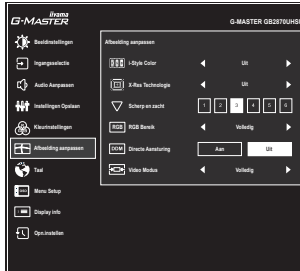 iiyama
G-MASTER
G-MASTER GB2870UHS
Beeldinstellingen
Ingangsselectie
Audio Aanpassen
Instellingen Opslaan
Kleurinstellingen
Afbeelding aanpassen
Taal
Menu Setup
Display info
Opn.instellen
Afbeelding aanpassen
i-Style Color Uit
X-Res Technologie Uit
Scherp en zacht 1 2 3 4 5 6
RGB RGB Bereik Volledig
DDM Directe Aansturing Aan Uit
Video Modus Volledig